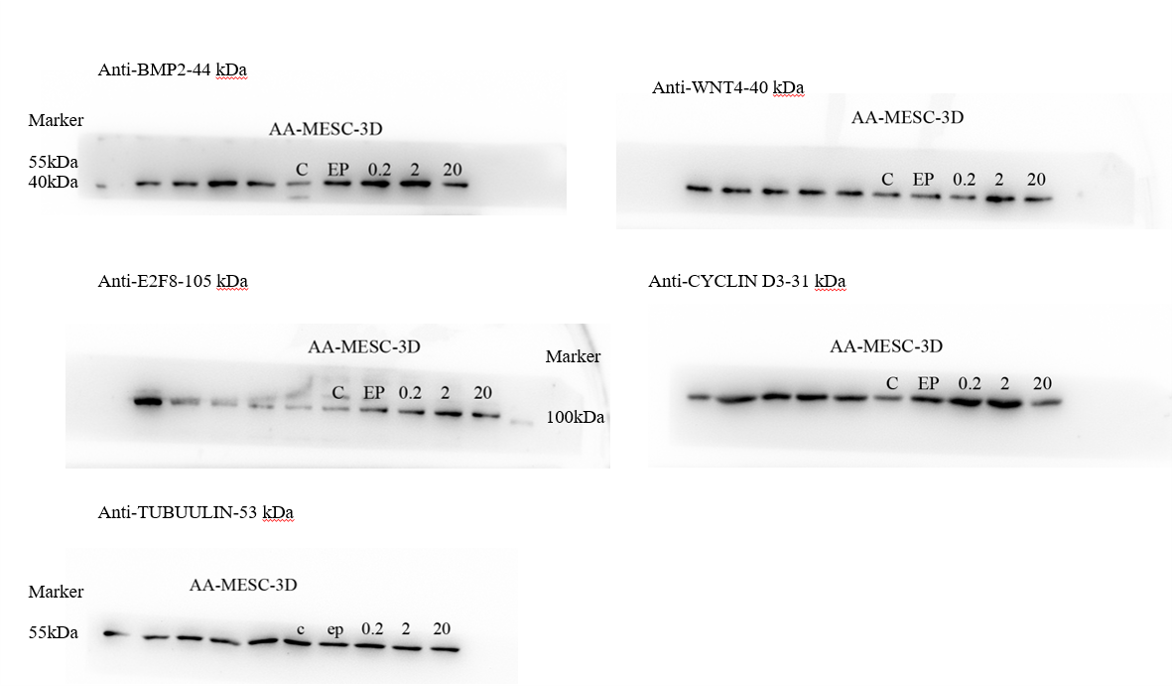 Anti-BMP2-44 kDa
Marker
AA-MESC-3D
55kDa
40kDa
C EP 0.2 2 20
Anti-WNT4-40 kDa
AA-MESC-3D
C EP 0.2 2 20
Anti-E2F8-105 kDa
AA-MESC-3D
Marker
C EP 0.2 2 20
100kDa
Anti-CYCLIN D3-31 kDa
AA-MESC-3D
C EP 0.2 2 20
Anti-TUBUULIN-53 kDa
Marker
AA-MESC-3D
55kDa
c ep 0.2 2 20